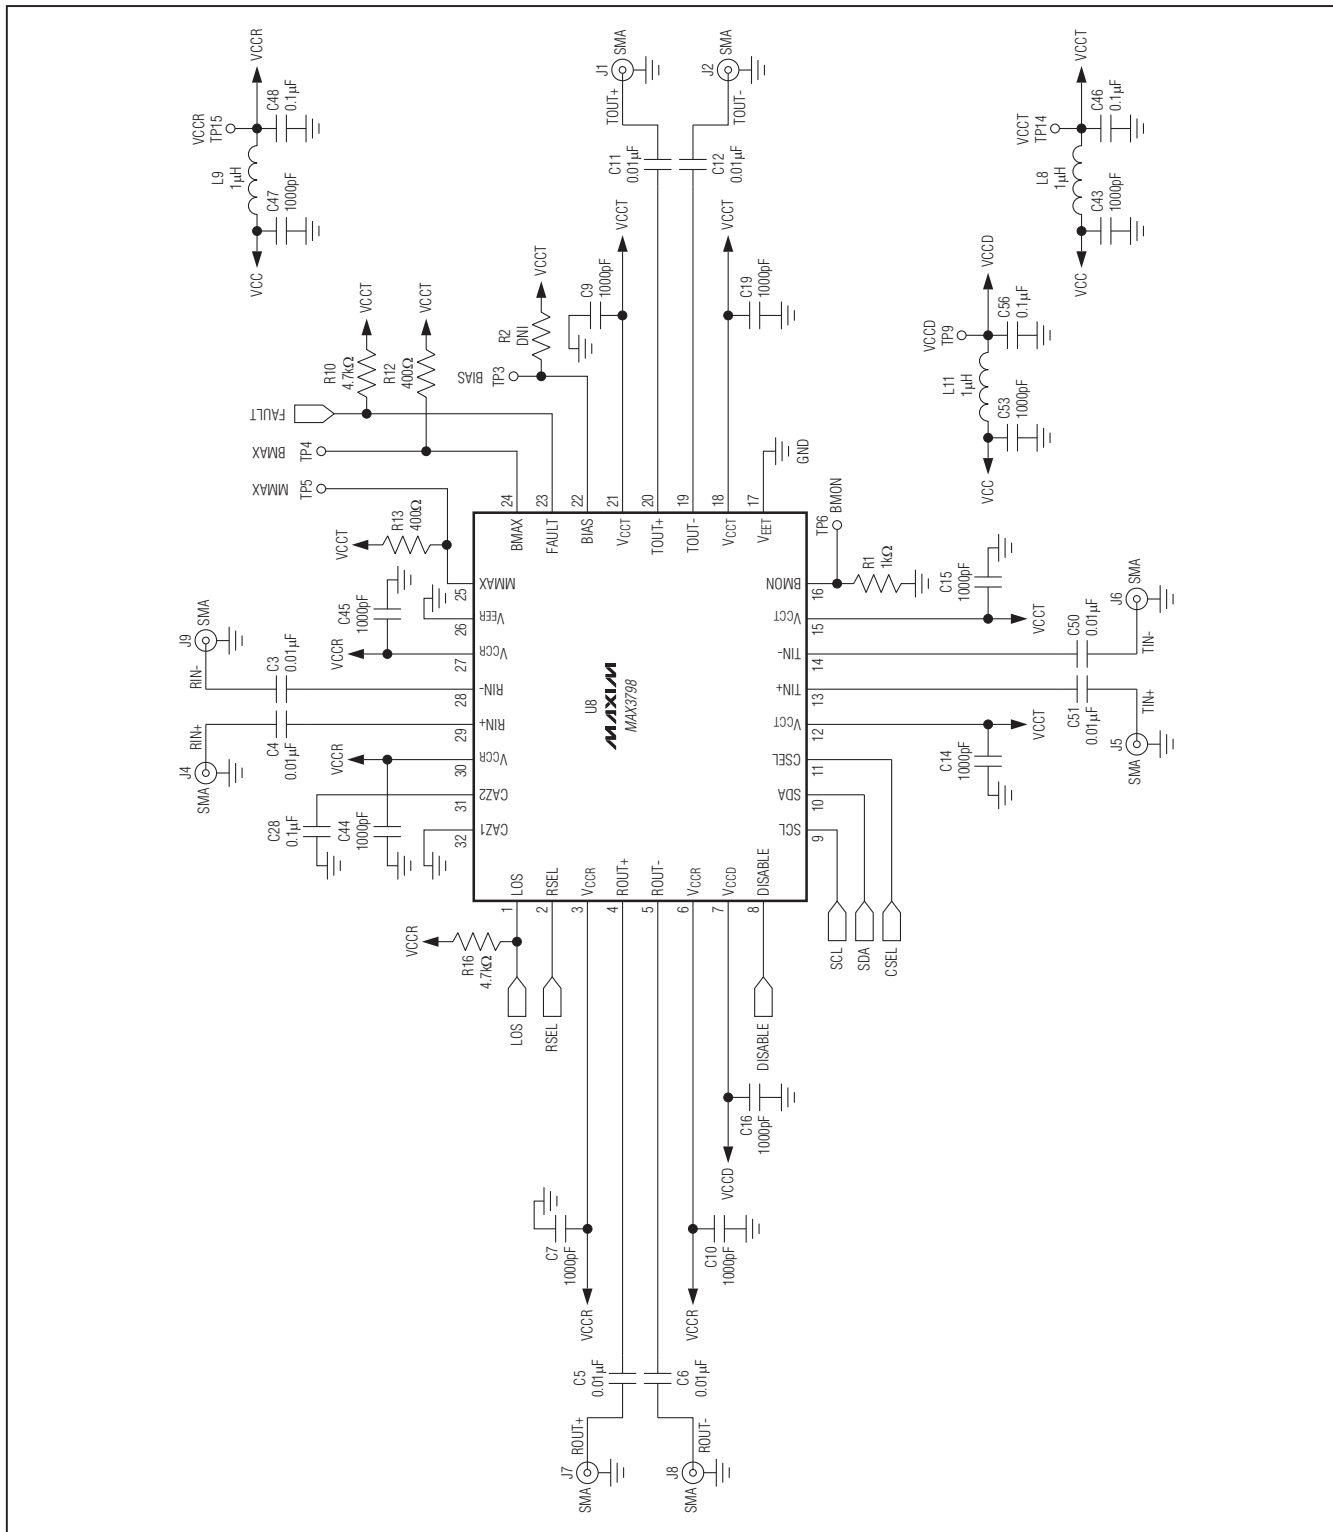 VCCR
VCCR
TP15
C48
0.1µF
L9
1µH
C47
1000pF
VCC
J1
SMA
TOUT+
C11
0.01µF
J2
SMA
TOUT-
C12
0.01µF
VCCT
VCCT
TP14
C46
0.1µF
L8
1µH
C43
1000pF
VCC
VCCD
VCCD
TP9
C56
0.1µF
L11
1µH
C53
1000pF
VCC
VCCT
R10
4.7kΩ
FAULT
VCCT
R12
400Ω
BMAX
TP4
MMAX
TP5
VCCT
R2
DNI
BIAS
TP3
VCCT
C9
1000pF
VCCT
C19
1000pF
GND
24
23
22
21
20
19
18
17
BMAX
FAULT
BIAS
VCCT
TOUT+
TOUT-
VCCT
VEET
VCCT
R13
400Ω
VCCR
C45
1000pF
J9
SMA
RIN-
C3
0.01µF
J4
SMA
RIN+
C4
0.01µF
VCCR
C28
0.1µF
C44
1000pF
25
MMAX
26
VEER
27
VCCR
28
RIN-
29
RIN+
30
VCCR
31
CAZ2
32
CAZ1
U8
MAXIM
MAX3798
BMON
16
VCCT
15
TIN-
14
TIN+
13
VCCT
12
CSEL
11
SDA
10
SCL
9
TP6
BMON
R1
1kΩ
C15
1000pF
VCCT
C50
0.01µF
J6
SMA
TIN-
C51
0.01µF
J5
SMA
TIN+
VCCT
C14
1000pF
LOS
RSEL
VCCR
ROUT+
ROUT-
VCCR
VCCD
DISABLE
1
2
3
4
5
6
7
8
VCCR
R16
4.7kΩ
LOS
RSEL
DISABLE
SCL
SDA
CSEL
C16
1000pF
VCCD
C7
1000pF
VCCR
C10
1000pF
VCCR
C5
0.01µF
C6
0.01µF
ROUT+
J7
SMA
ROUT-
J8
SMA